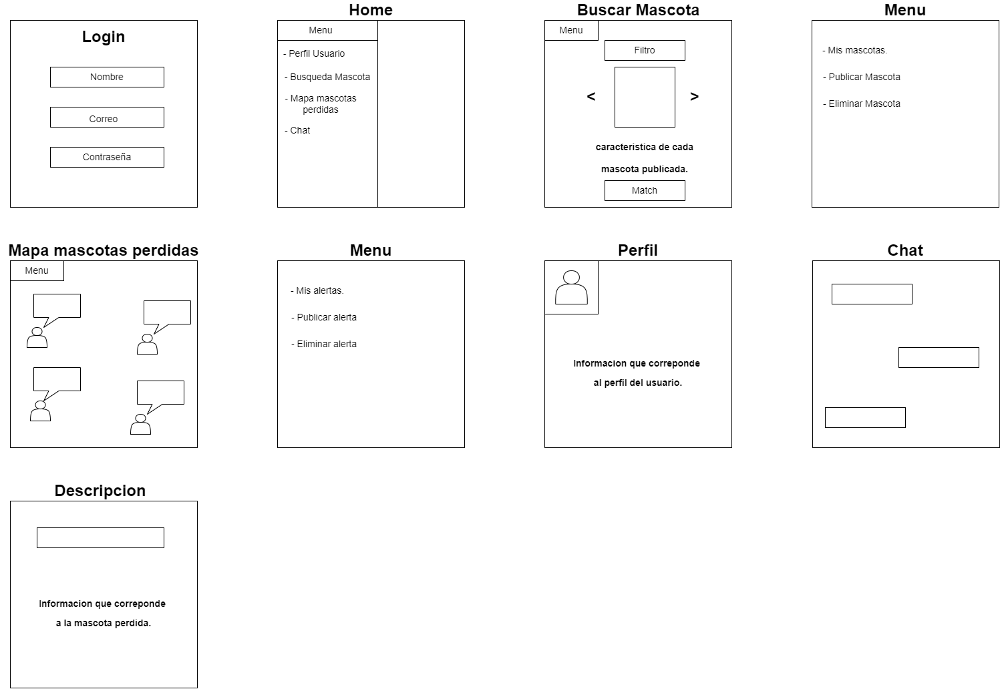 Login
Nombre
Correo
Contraseña
Home
Menu
- Perfil Usuario
- Busqueda Mascota
- Mapa mascotas
perdidas
- Chat
Buscar Mascota
Menu
Filtro
<
>
caracteristica de cada
mascota publicada.
Match
Menu
- Mis mascotas.
- Publicar Mascota
- Eliminar Mascota
Mapa mascotas perdidas
Menu
Menu
- Mis alertas.
- Publicar alerta
- Eliminar alerta
Perfil
Informacion que correponde
al perfil del usuario.
Chat
Descripcion
Informacion que correponde
a la mascota perdida.